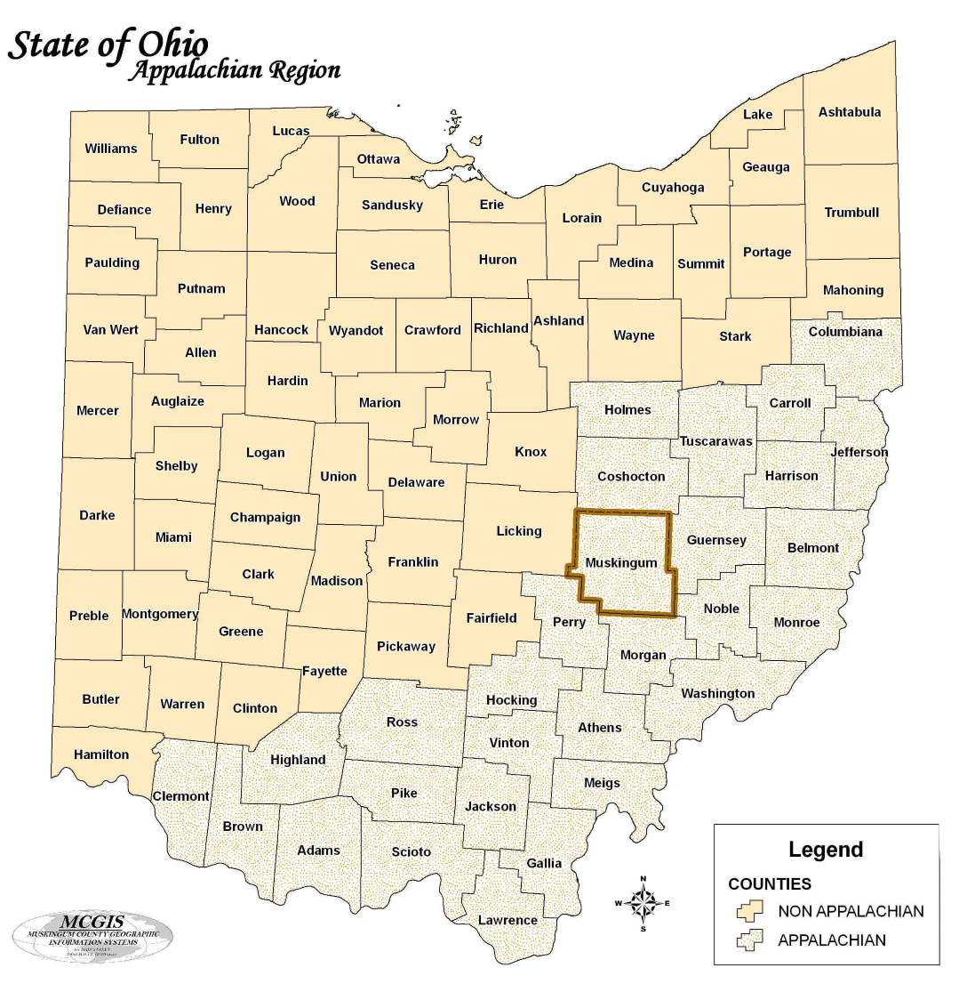 State of Ohio
Appalachian Region
Lake
Ashtabula
Lucas
Fulton
Williams
Ottawa
Geauga
Cuyahoga
Wood
Sandusky
Erie
Henry
Defiance
Lorain
Trumbull
Portage
Huron
Paulding
Medina
Summit
Seneca
Putnam
Mahoning
Ashland
Richland
Van Wert
Hancock
Wyandot
Crawford
Wayne
Stark
Columbiana
Allen
Hardin
Auglaize
Marion
Carroll
Mercer
Holmes
Morrow
Tuscarawas
Logan
Knox
Jefferson
Shelby
Union
Coshocton
Harrison
Delaware
Darke
Champaign
Licking
Miami
Guernsey
Belmont
Franklin
Muskingum
Clark
Madison
Noble
Preble
Montgomery
Fairfield
Perry
Monroe
Greene
Pickaway
Morgan
Fayette
Washington
Butler
Hocking
Warren
Clinton
Ross
Athens
Vinton
Hamilton
Highland
Meigs
Pike
Clermont
Jackson
Brown
Adams
Scioto
Gallia
Lawrence
Legend
COUNTIES
NON APPALACHIAN
APPALACHIAN
N
W
E
S
MCGIS
MUSKINGUM COUNTY GEOGRAPHIC
INFORMATION SYSTEMS